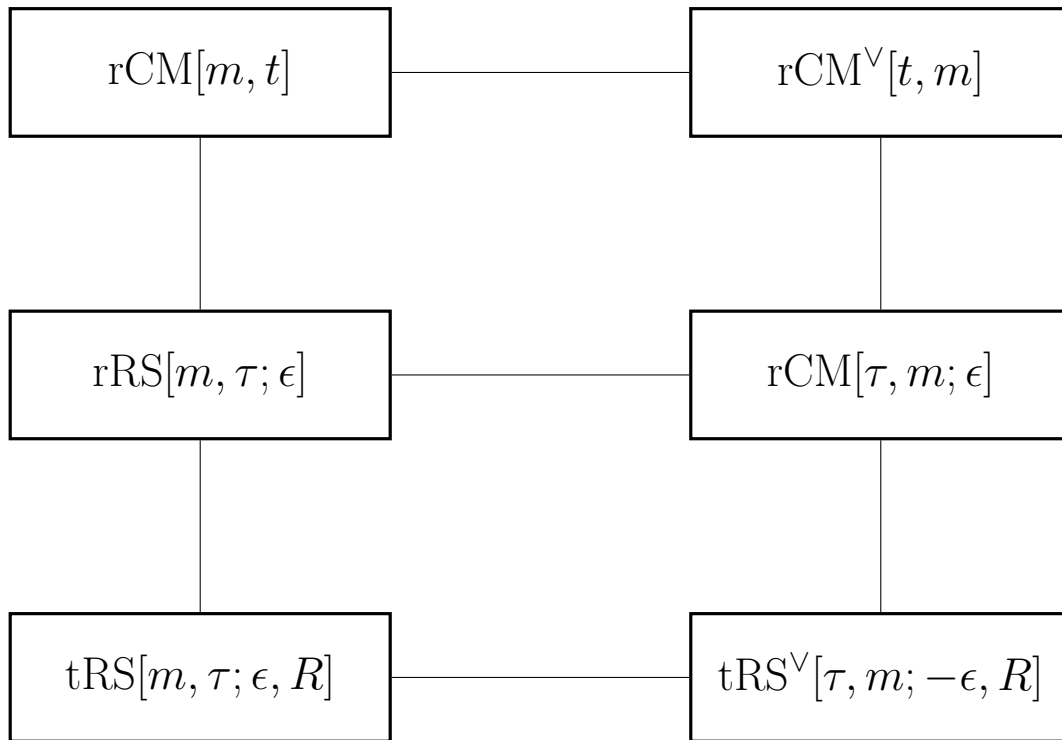 rCM[m, t]
rCM∨[t, m]
rRS[m, τ; ϵ]
rCM[τ, m; ϵ]
tRS[m, τ; ϵ, R]
tRS∨[τ, m; −ϵ, R]